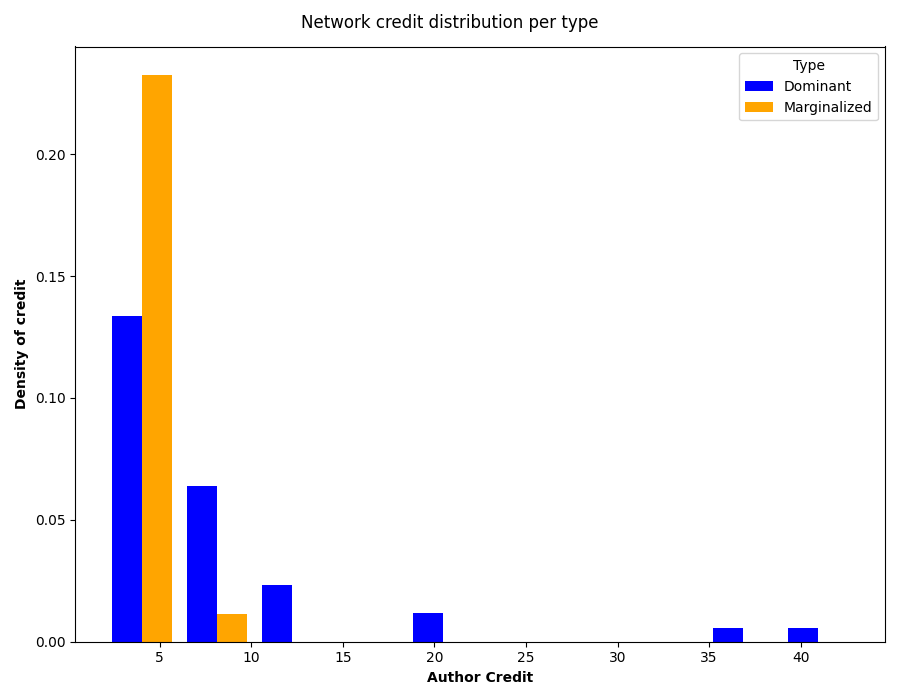 Network credit distribution per type
Type
Dominant
Marginalized
Density of credit
0.20
0.15
0.10
0.05
0.00
5 10 15 20 25 30 35 40
Author Credit